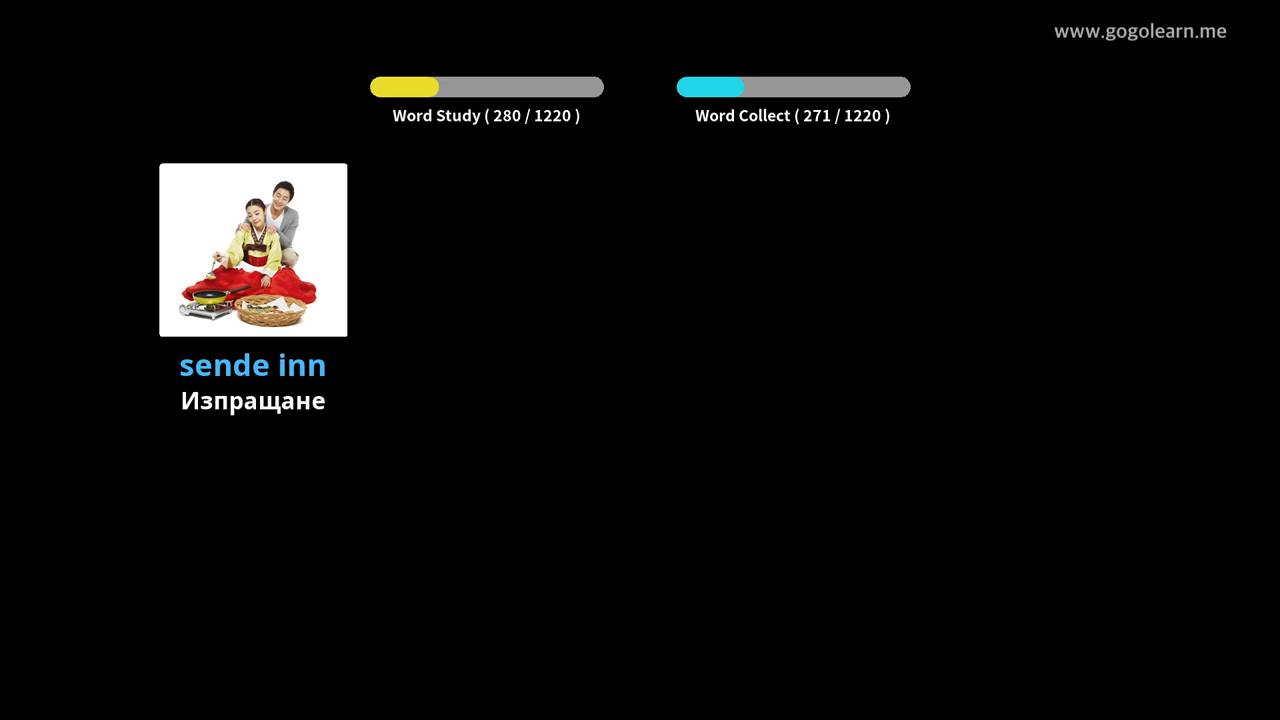 www.gogolearn.me
Word Study ( 280 / 1220 )
Word Collect ( 271 / 1220 )
sende inn
Изпращане